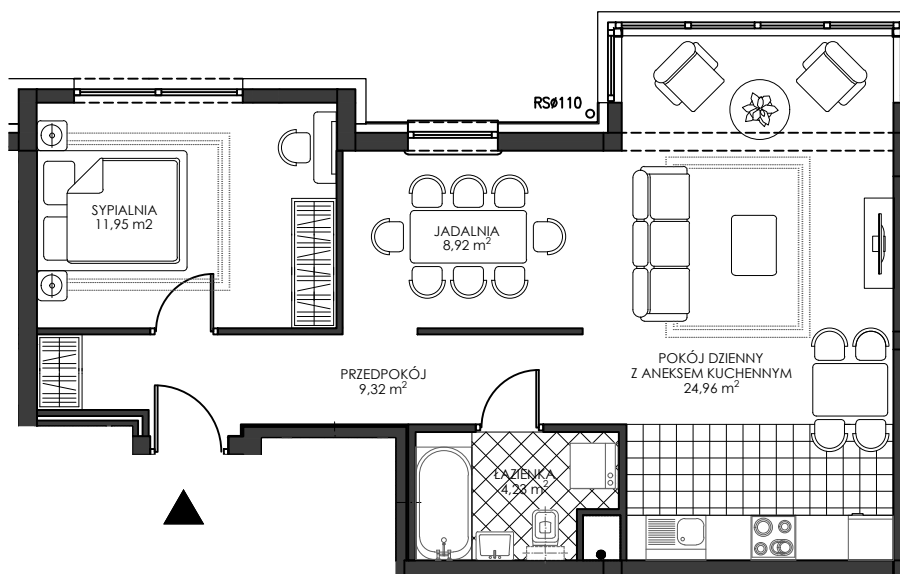 RSø110
SYPIALNIA
11,95 m2
JADALNIA
8,92 m²
PRZEDPOKÓJ
9,32 m²
POKÓJ DZIENNY
Z ANEKSEM KUCHENNYM
24,96 m²
ŁAZIENKA
4,23 m²